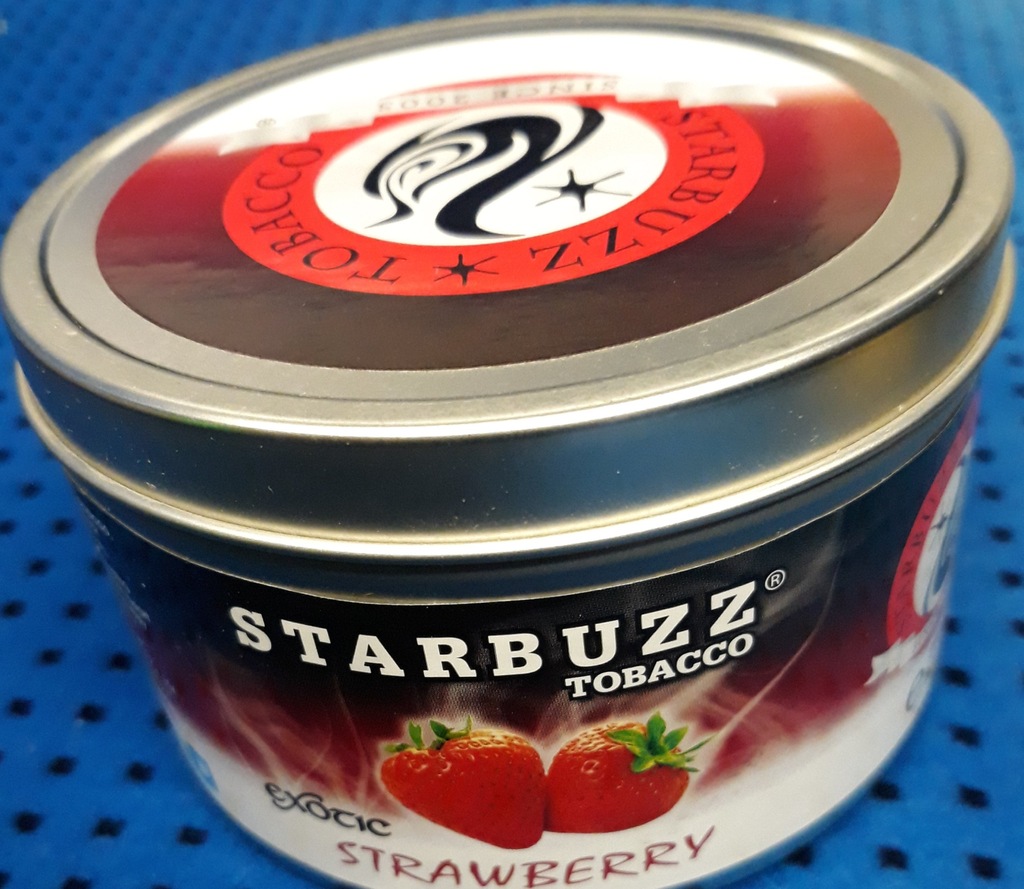 SINCE 2005
STARBUZZ TOBACCO
®
STARBUZZ®
TOBACCO
EXOTIC
STRAWBERRY